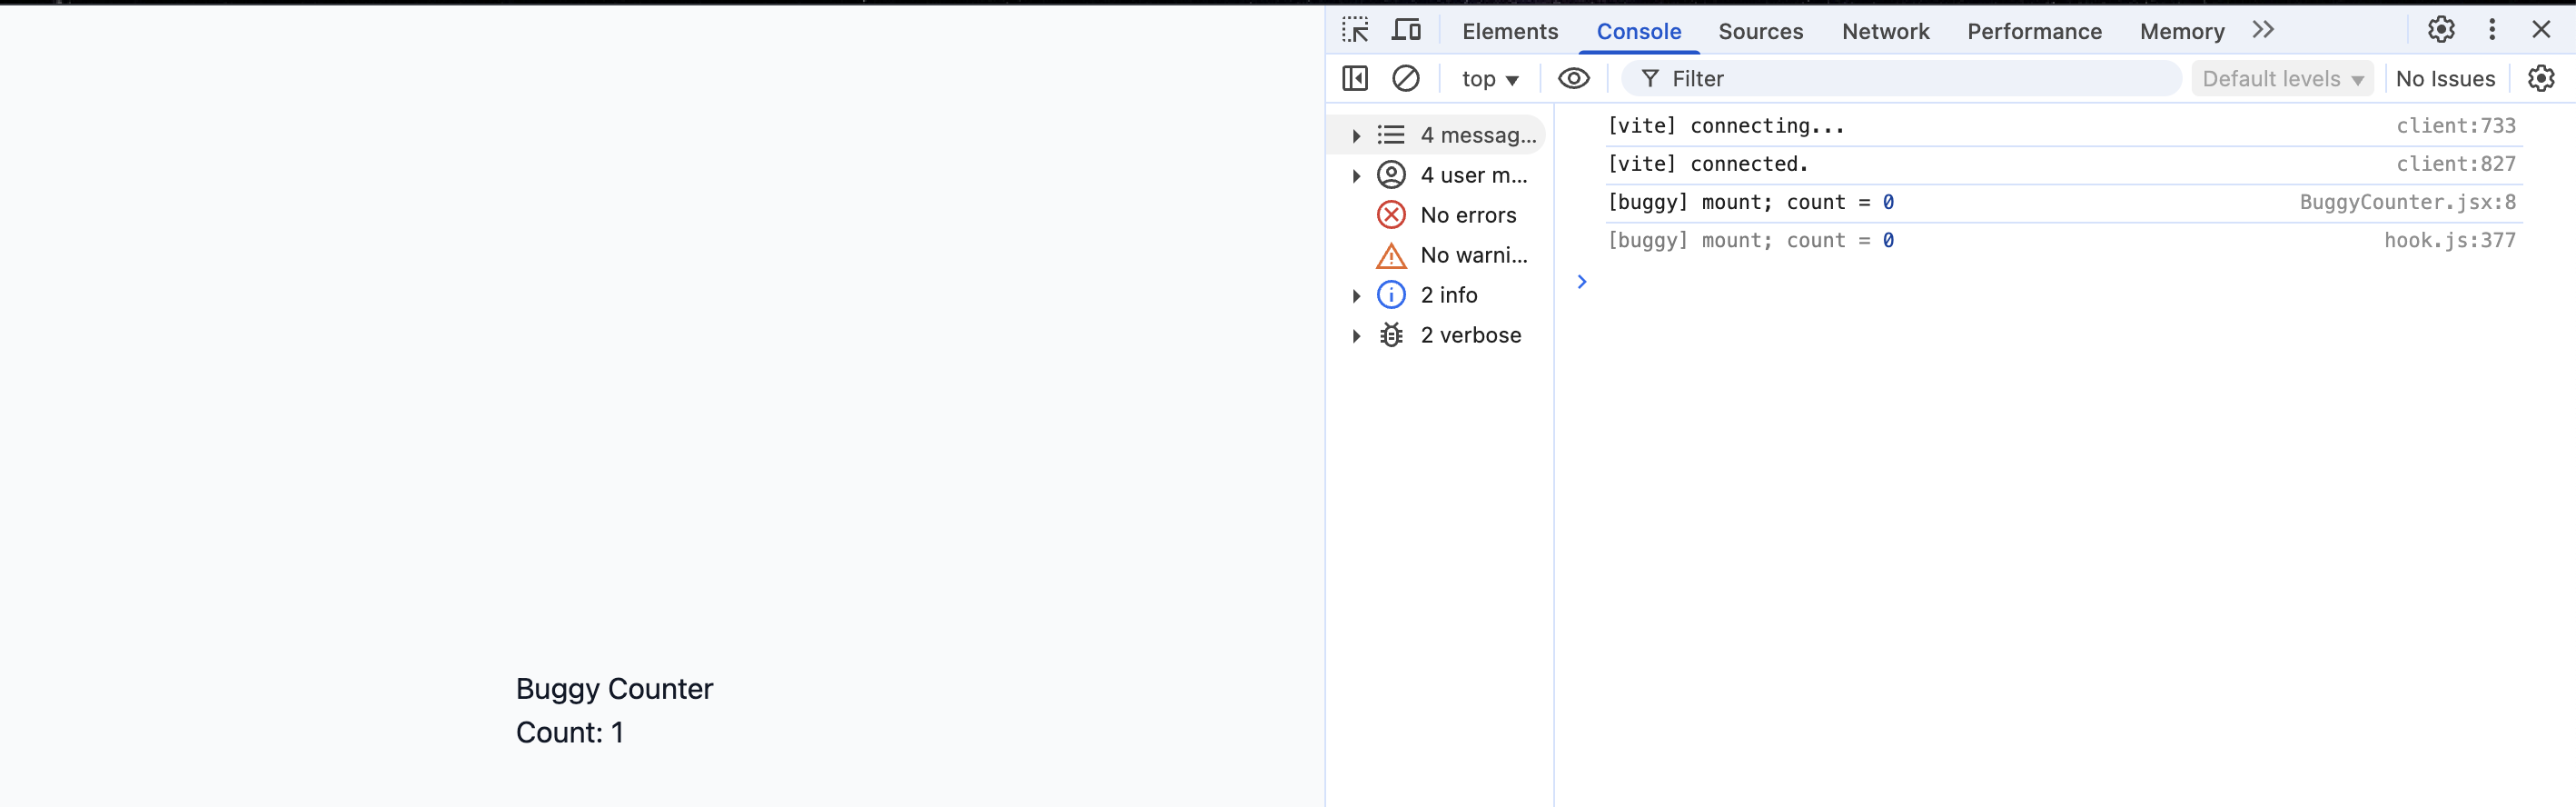 Elements Console Sources Network Performance Memory
top Filter Default levels No Issues
4 messag...
4 user m...
No errors
No warni...
2 info
2 verbose
[vite] connecting... client:733
[vite] connected. client:827
[buggy] mount; count = 0 BuggyCounter.jsx:8
[buggy] mount; count = 0 hook.js:377
Buggy Counter
Count: 1